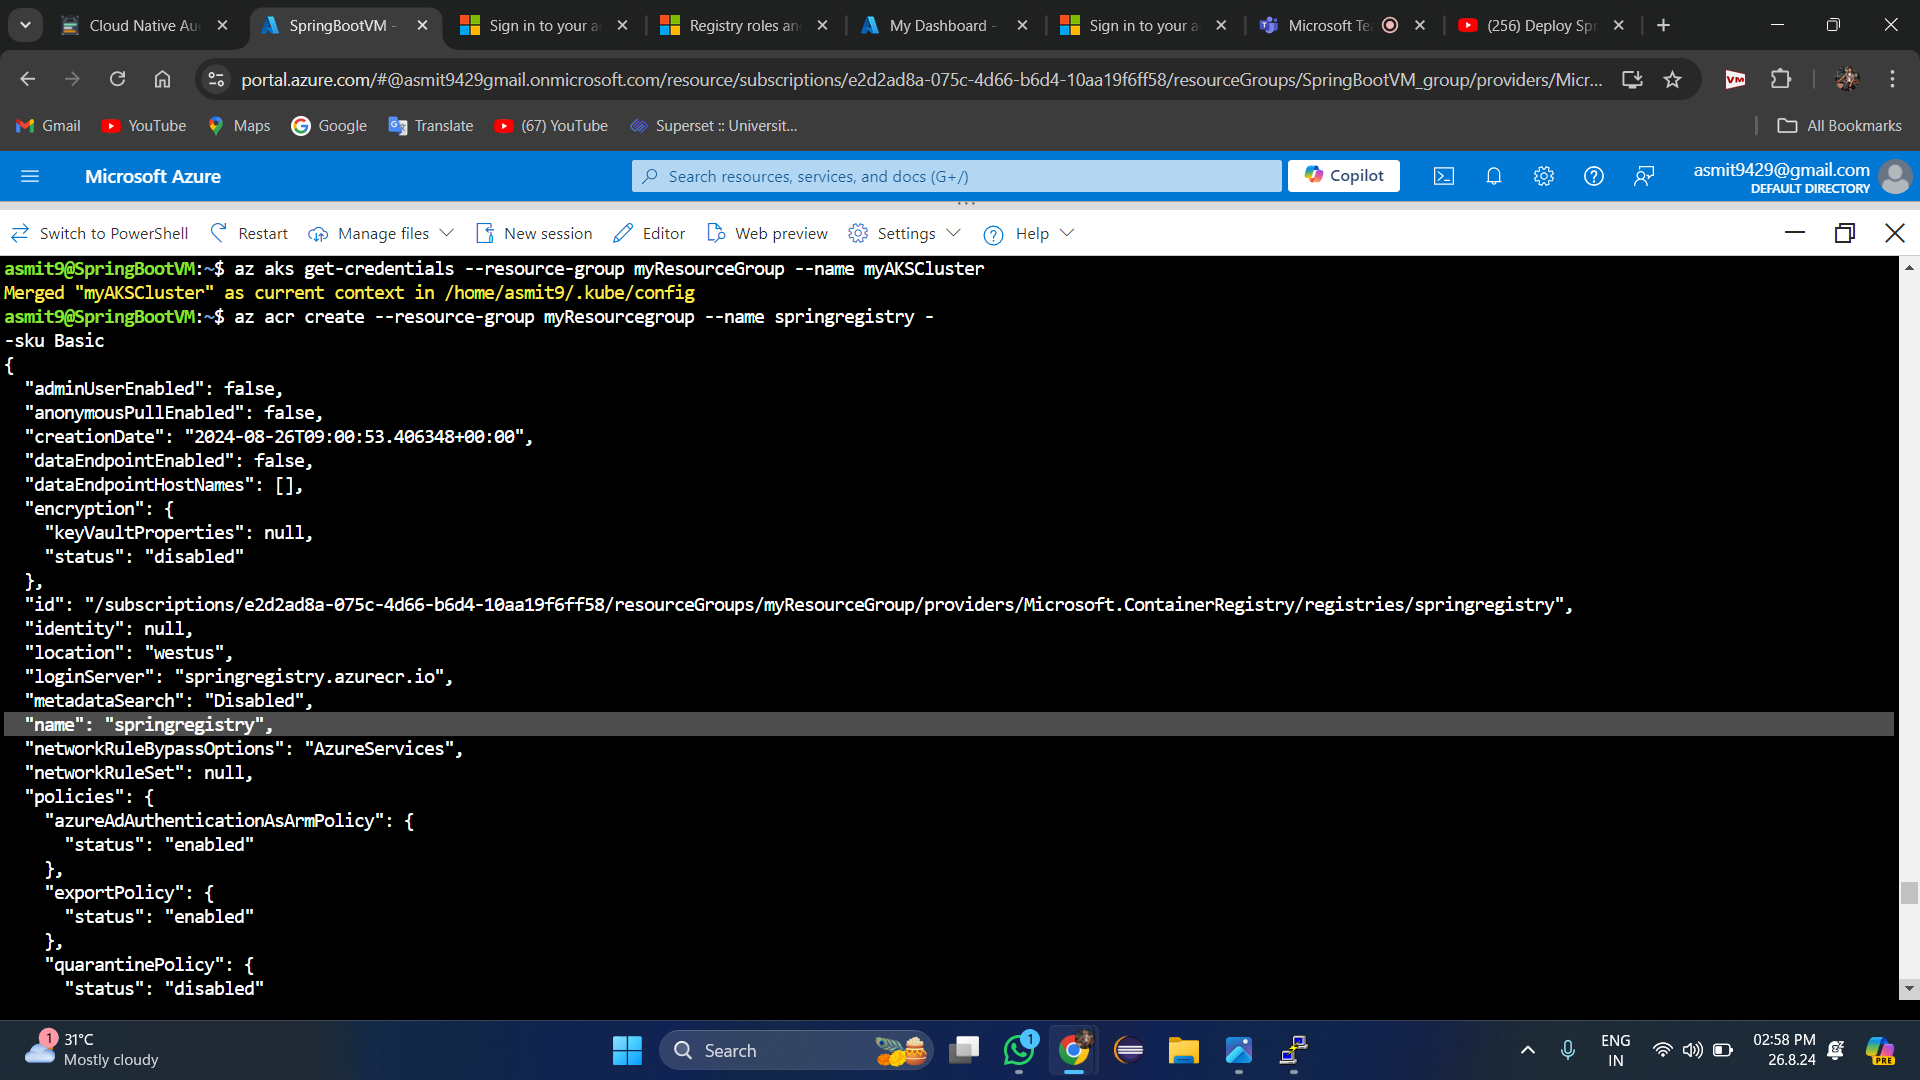 Cloud Native Au
SpringBootVM -
Sign in to your a
Registry roles an
My Dashboard -
Sign in to your a
Microsoft Te
(256) Deploy Sp
portal.azure.com/#@asmit9429gmail.onmicrosoft.com/resource/subscriptions/e2d2ad8a-075c-4d66-b6d4-10aa19f6ff58/resourceGroups/SpringBootVM_group/providers/Micr...
VM
Gmail
YouTube
Maps
Google
Translate
(67) YouTube
Superset :: Universit...
All Bookmarks
Microsoft Azure
Search resources, services, and docs (G+/)
Copilot
asmit9429@gmail.com
DEFAULT DIRECTORY
Switch to PowerShell
Restart
Manage files
New session
Editor
Web preview
Settings
Help
asmit9@SpringBootVM:~$ az aks get-credentials --resource-group myResourceGroup --name myAKSCluster
Merged "myAKSCluster" as current context in /home/asmit9/.kube/config
asmit9@SpringBootVM:~$ az acr create --resource-group myResourcegroup --name springregistry -
-sku Basic
{
"adminUserEnabled": false,
"anonymousPullEnabled": false,
"creationDate": "2024-08-26T09:00:53.406348+00:00",
"dataEndpointEnabled": false,
"dataEndpointHostNames": [],
"encryption": {
"keyVaultProperties": null,
"status": "disabled"
},
"id": "/subscriptions/e2d2ad8a-075c-4d66-b6d4-10aa19f6ff58/resourceGroups/myResourceGroup/providers/Microsoft.ContainerRegistry/registries/springregistry",
"identity": null,
"location": "westus",
"loginServer": "springregistry.azurecr.io",
"metadataSearch": "Disabled",
"name": "springregistry",
"networkRuleBypassOptions": "AzureServices",
"networkRuleSet": null,
"policies": {
"azureAdAuthenticationAsArmPolicy": {
"status": "enabled"
},
"exportPolicy": {
"status": "enabled"
},
"quarantinePolicy": {
"status": "disabled"
1
31°C
Mostly cloudy
Search
1
ENG
IN
02:58 PM
26.8.24
PRE